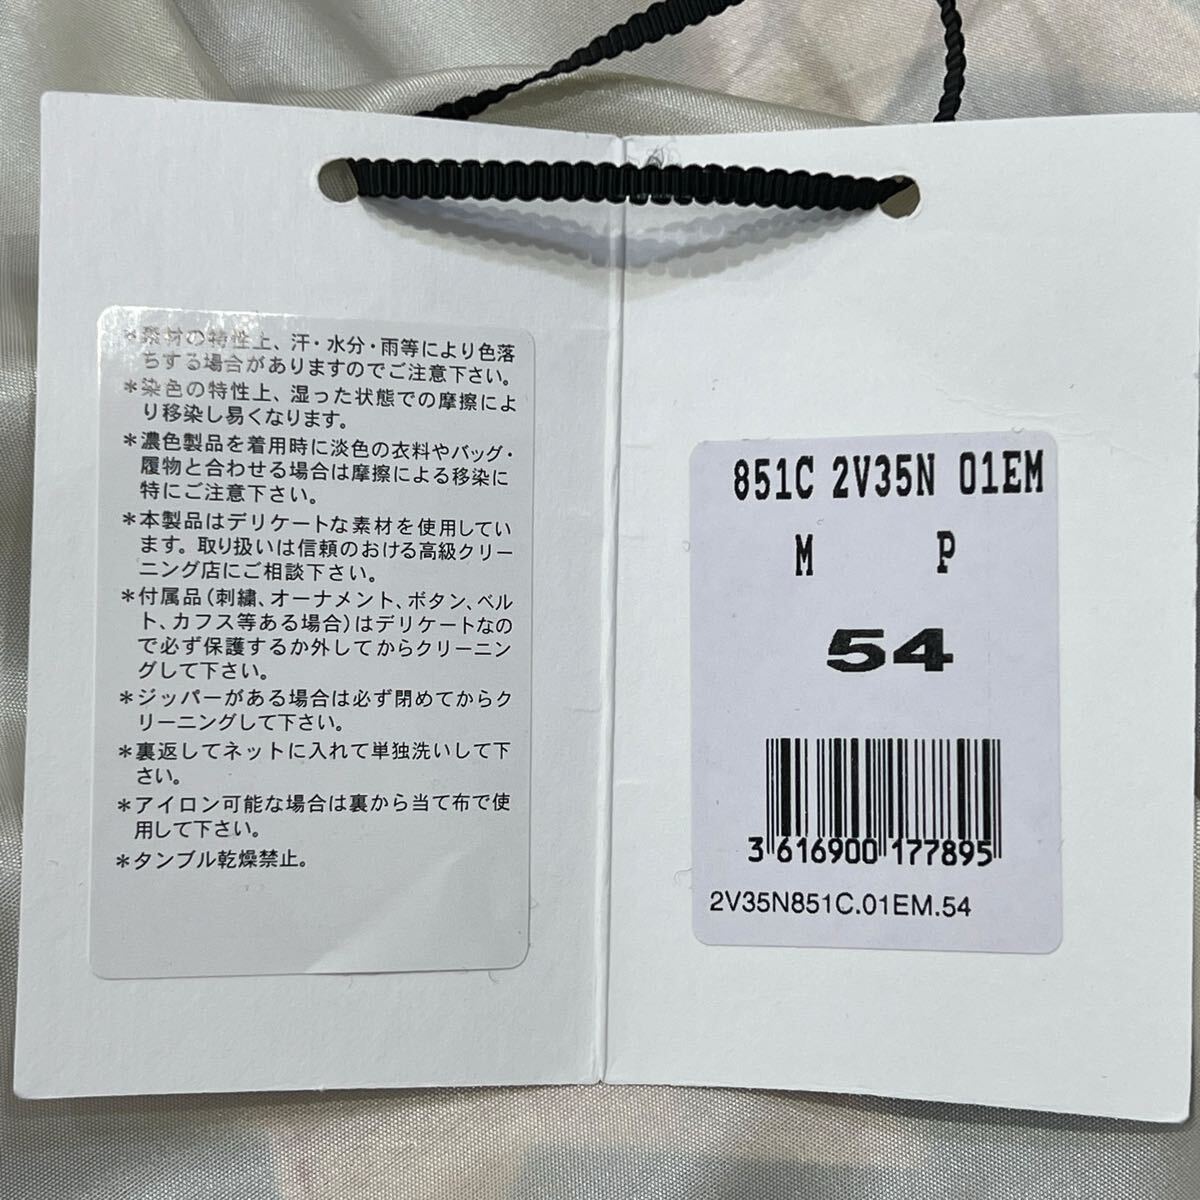 ＊素材の特性上、汗・水分・雨等により色落
ちする場合がありますのでご注意下さい。
＊染色の特性上、湿った状態での摩擦によ
り移染し易くなります。
＊濃色製品を着用時に淡色の衣料やバッグ・
履物と合わせる場合は摩擦による移染に
特にご注意下さい。
＊本製品はデリケートな素材を使用してい
ます。取り扱いは信頼のおける高級クリー
ニング店にご相談下さい。
＊付属品(刺繍、オーナメント、ボタン、ベル
ト、カフス等ある場合)はデリケートなの
で必ず保護するか外してからクリーニン
グして下さい。
＊ジッパーがある場合は必ず閉めてからク
リーニングして下さい。
＊裏返してネットに入れて単独洗いして下
さい。
＊アイロン可能な場合は裏から当て布で使
用して下さい。
＊タンブル乾燥禁止。
851C 2V35N 01EM
M P
54
3 616900 177895
2V35N851C.01EM.54